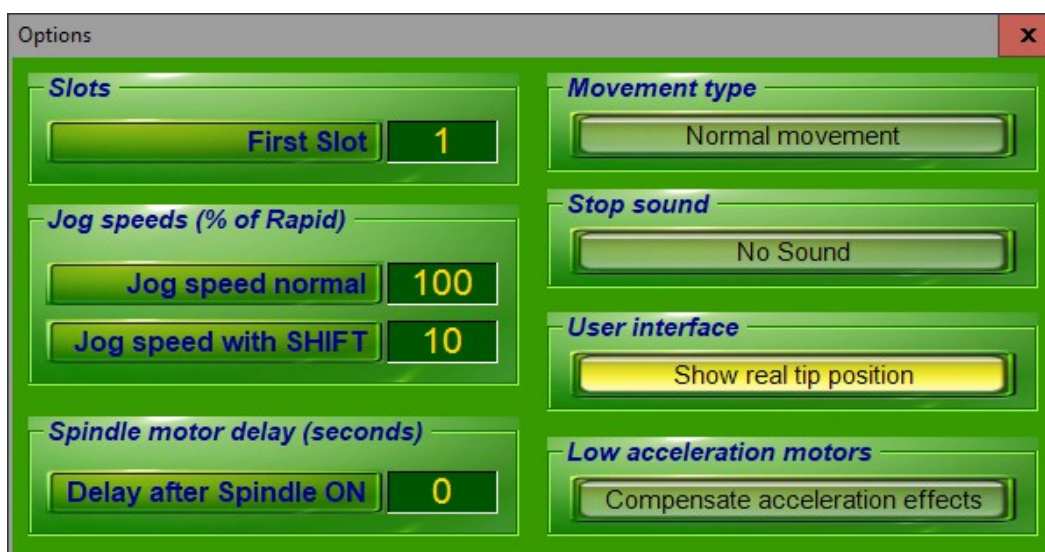 Options
x
Slots
First Slot 1
Jog speeds (% of Rapid)
Jog speed normal 100
Jog speed with SHIFT 10
Spindle motor delay (seconds)
Delay after Spindle ON 0
Movement type
Normal movement
Stop sound
No Sound
User interface
Show real tip position
Low acceleration motors
Compensate acceleration effects